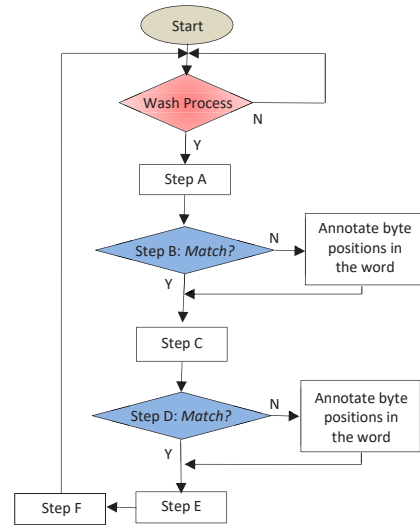 Start
Wash Process
N
Y
Step A
Step B: Match?
N
Annotate byte
positions in
the word
Y
Step C
Step D: Match?
N
Annotate byte
positions in
the word
Y
Step F
Step E